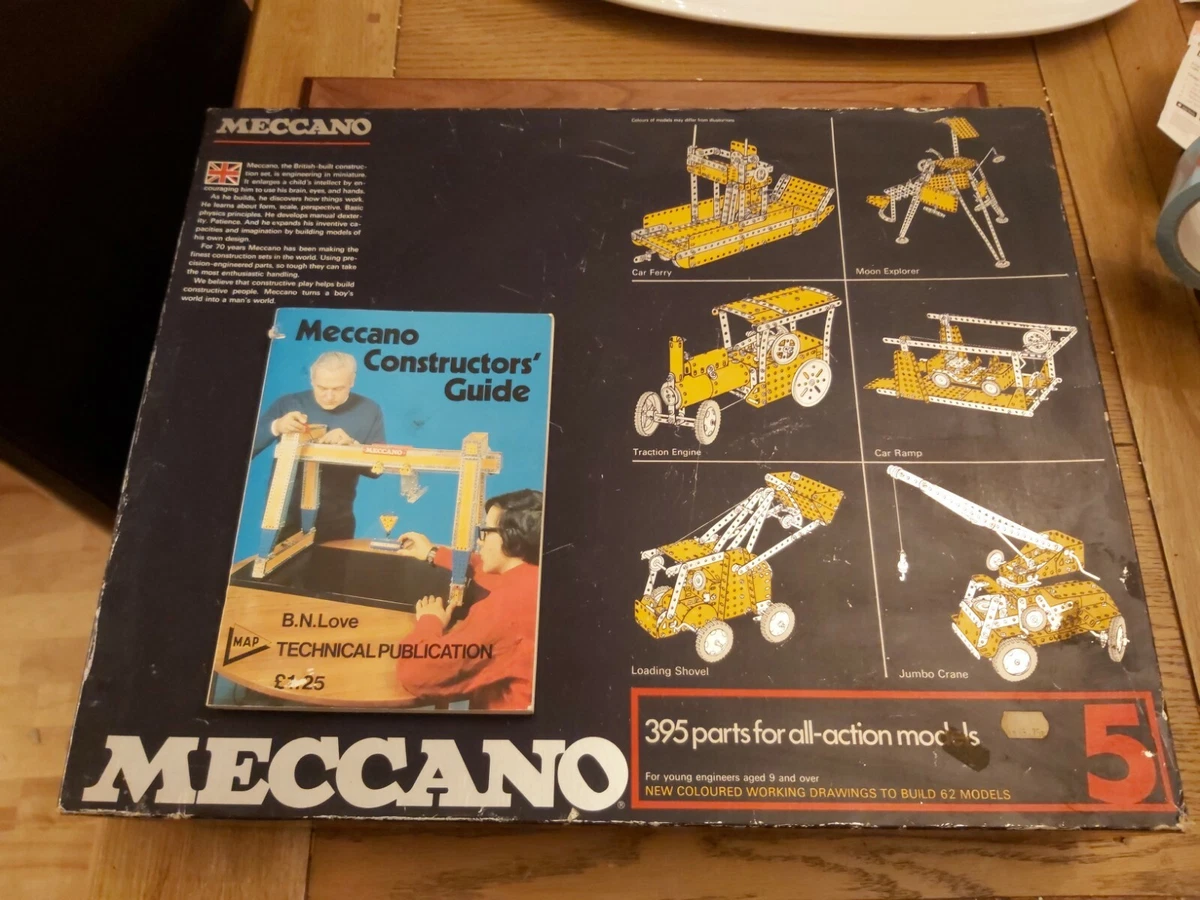 MECCANO
Meccano, the British-built construc-
tion set, is engineering in miniature.
It enlarges a child's intellect by en-
couraging him to use his brain, eyes, and hands.
As he builds, he discovers how things work.
He learns about form, scale, perspective. Basic
physics principles. He develops manual dexter-
ity. Patience. And he expands his inventive ca-
pacities and imagination by building models of
his own design.
For 70 years Meccano has been making the
finest construction sets in the world. Using pre-
cision-engineered parts, so tough they can take
the most enthusiastic handling.
We believe that constructive play helps build
constructive people. Meccano turns a boy's
world into a man's world.
Meccano
Constructors'
Guide
MECCANO
B.N.Love
MAP
TECHNICAL PUBLICATION
£1.25
MECCANO®
Colours of models may differ from illustrations.
Car Ferry
Moon Explorer
Traction Engine
Car Ramp
Loading Shovel
Jumbo Crane
395 parts for all-action models
5
For young engineers aged 9 and over
NEW COLOURED WORKING DRAWINGS TO BUILD 62 MODELS